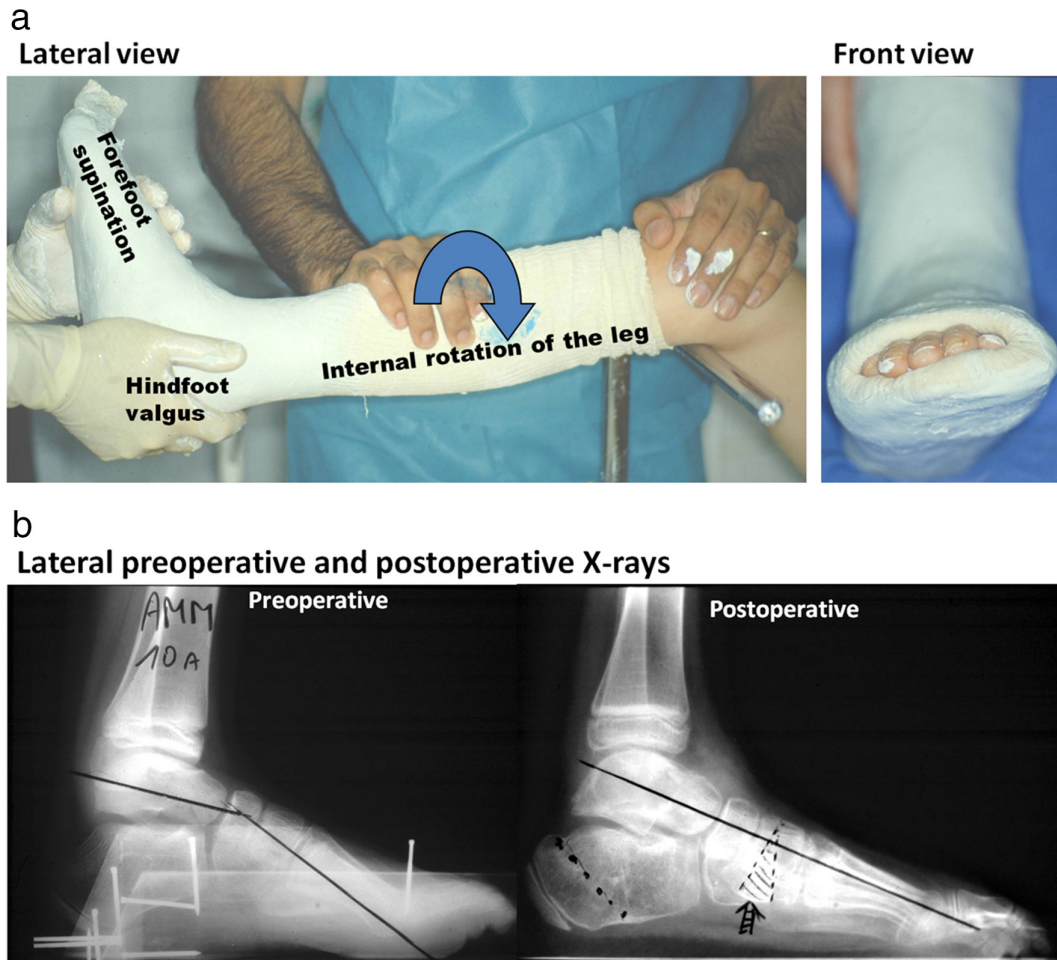 a
Lateral view
Front view
Forefoot
supination
Internal rotation of the leg
Hindfoot
valgus
b
Lateral preoperative and postoperative X-rays
Preoperative
Postoperative
AMM
10A